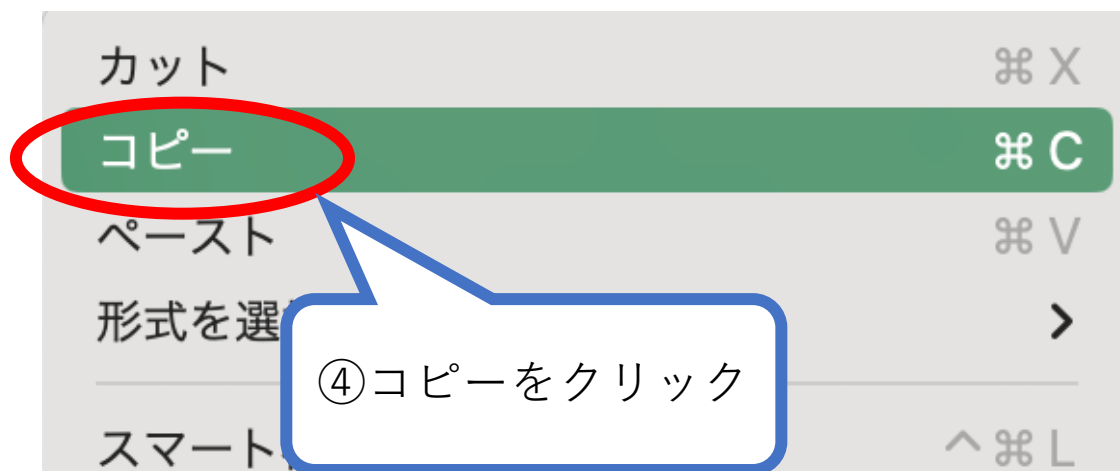 カット ⌘ X
コピー ⌘ C
ペースト ⌘ V
形式を選
④コピーをクリック
スマート ^ ⌘ L